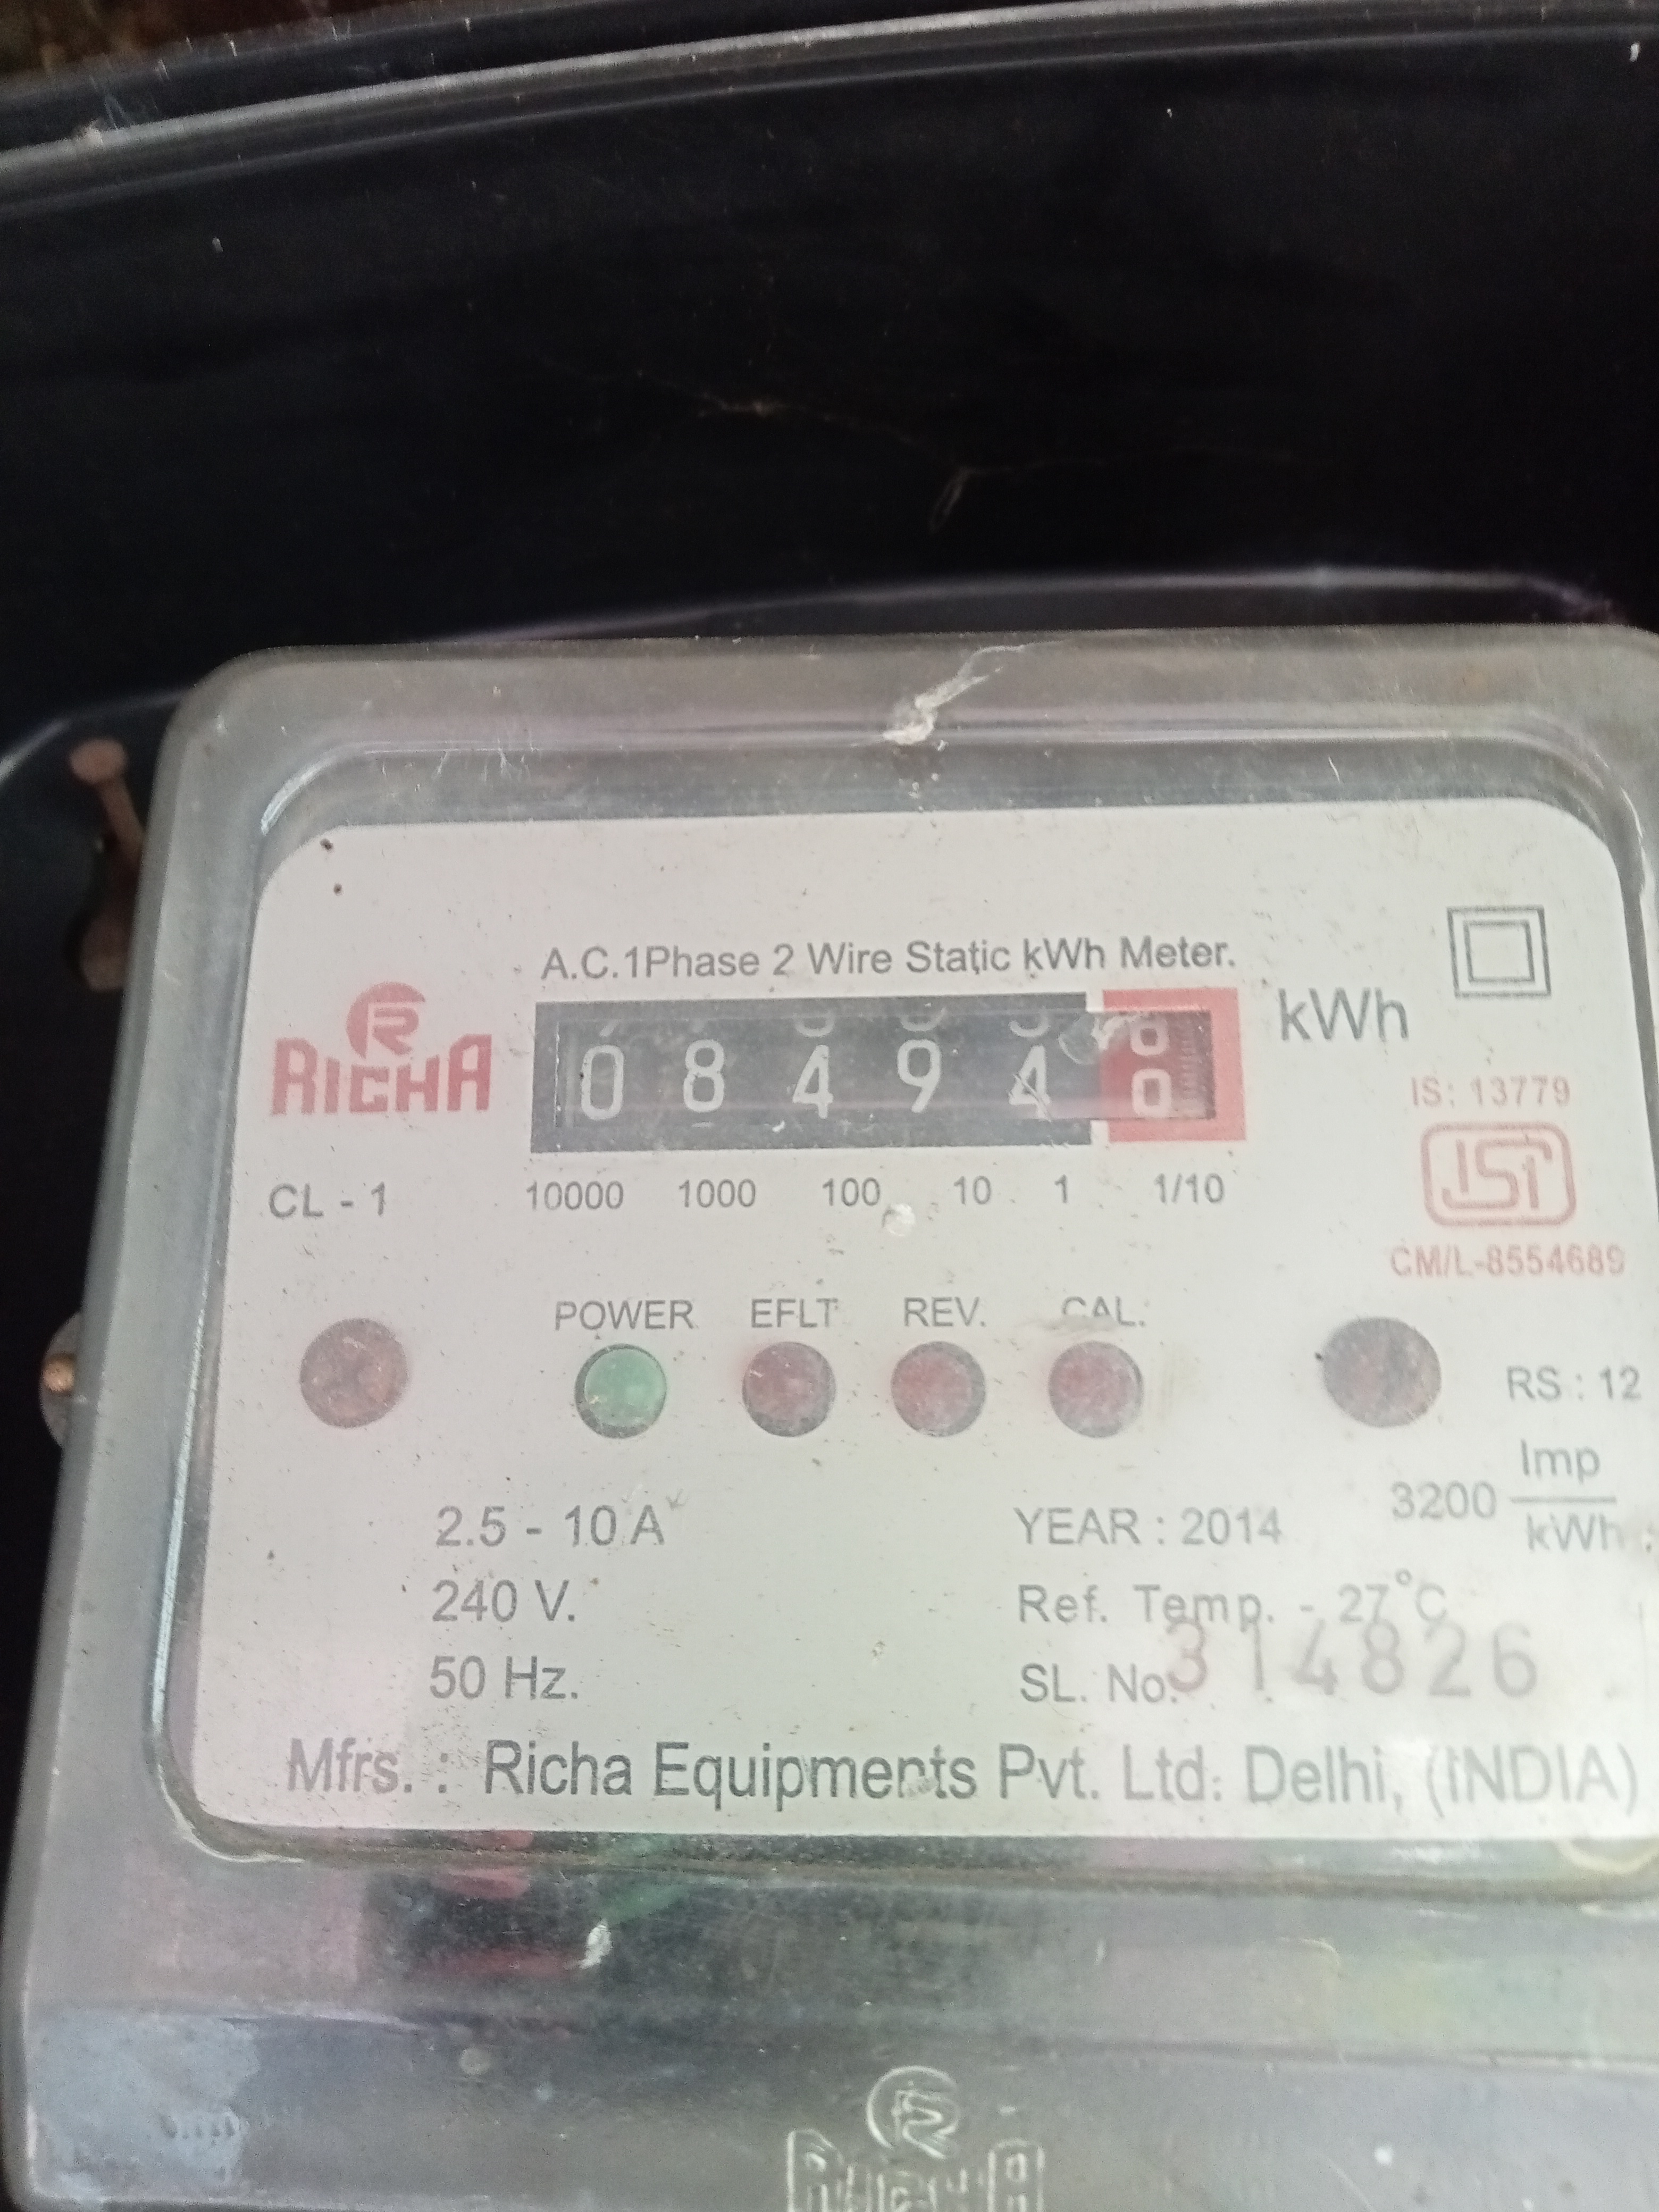 A.C.1Phase 2 Wire Static kWh Meter.
R
RICHA
0 8 4 9 4 0
kWh
IS: 13779
ISI
CM/L-8554689
CL - 1
10000 1000 100 10 1 1/10
POWER EFLT REV. CAL.
RS : 12
3200 Imp
kWh
2.5 - 10 A
YEAR : 2014
240 V.
Ref. Temp. - 27°C
50 Hz.
SL. No. 314826
Mfrs. : Richa Equipments Pvt. Ltd. Delhi, (INDIA)
R
RICHA